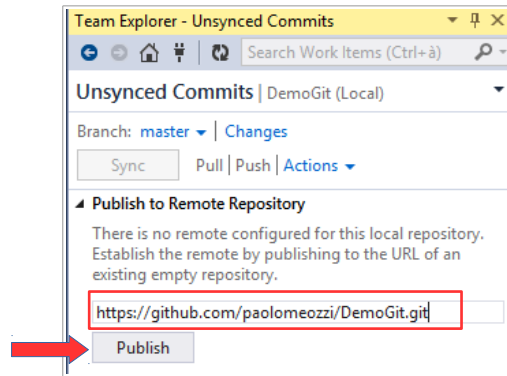 Team Explorer - Unsynced Commits
Search Work Items (Ctrl+à)
Unsynced Commits | DemoGit (Local)
Branch: master | Changes
Sync Pull | Push | Actions
Publish to Remote Repository
There is no remote configured for this local repository.
Establish the remote by publishing to the URL of an
existing empty repository.
https://github.com/paolomeozzi/DemoGit.git
Publish